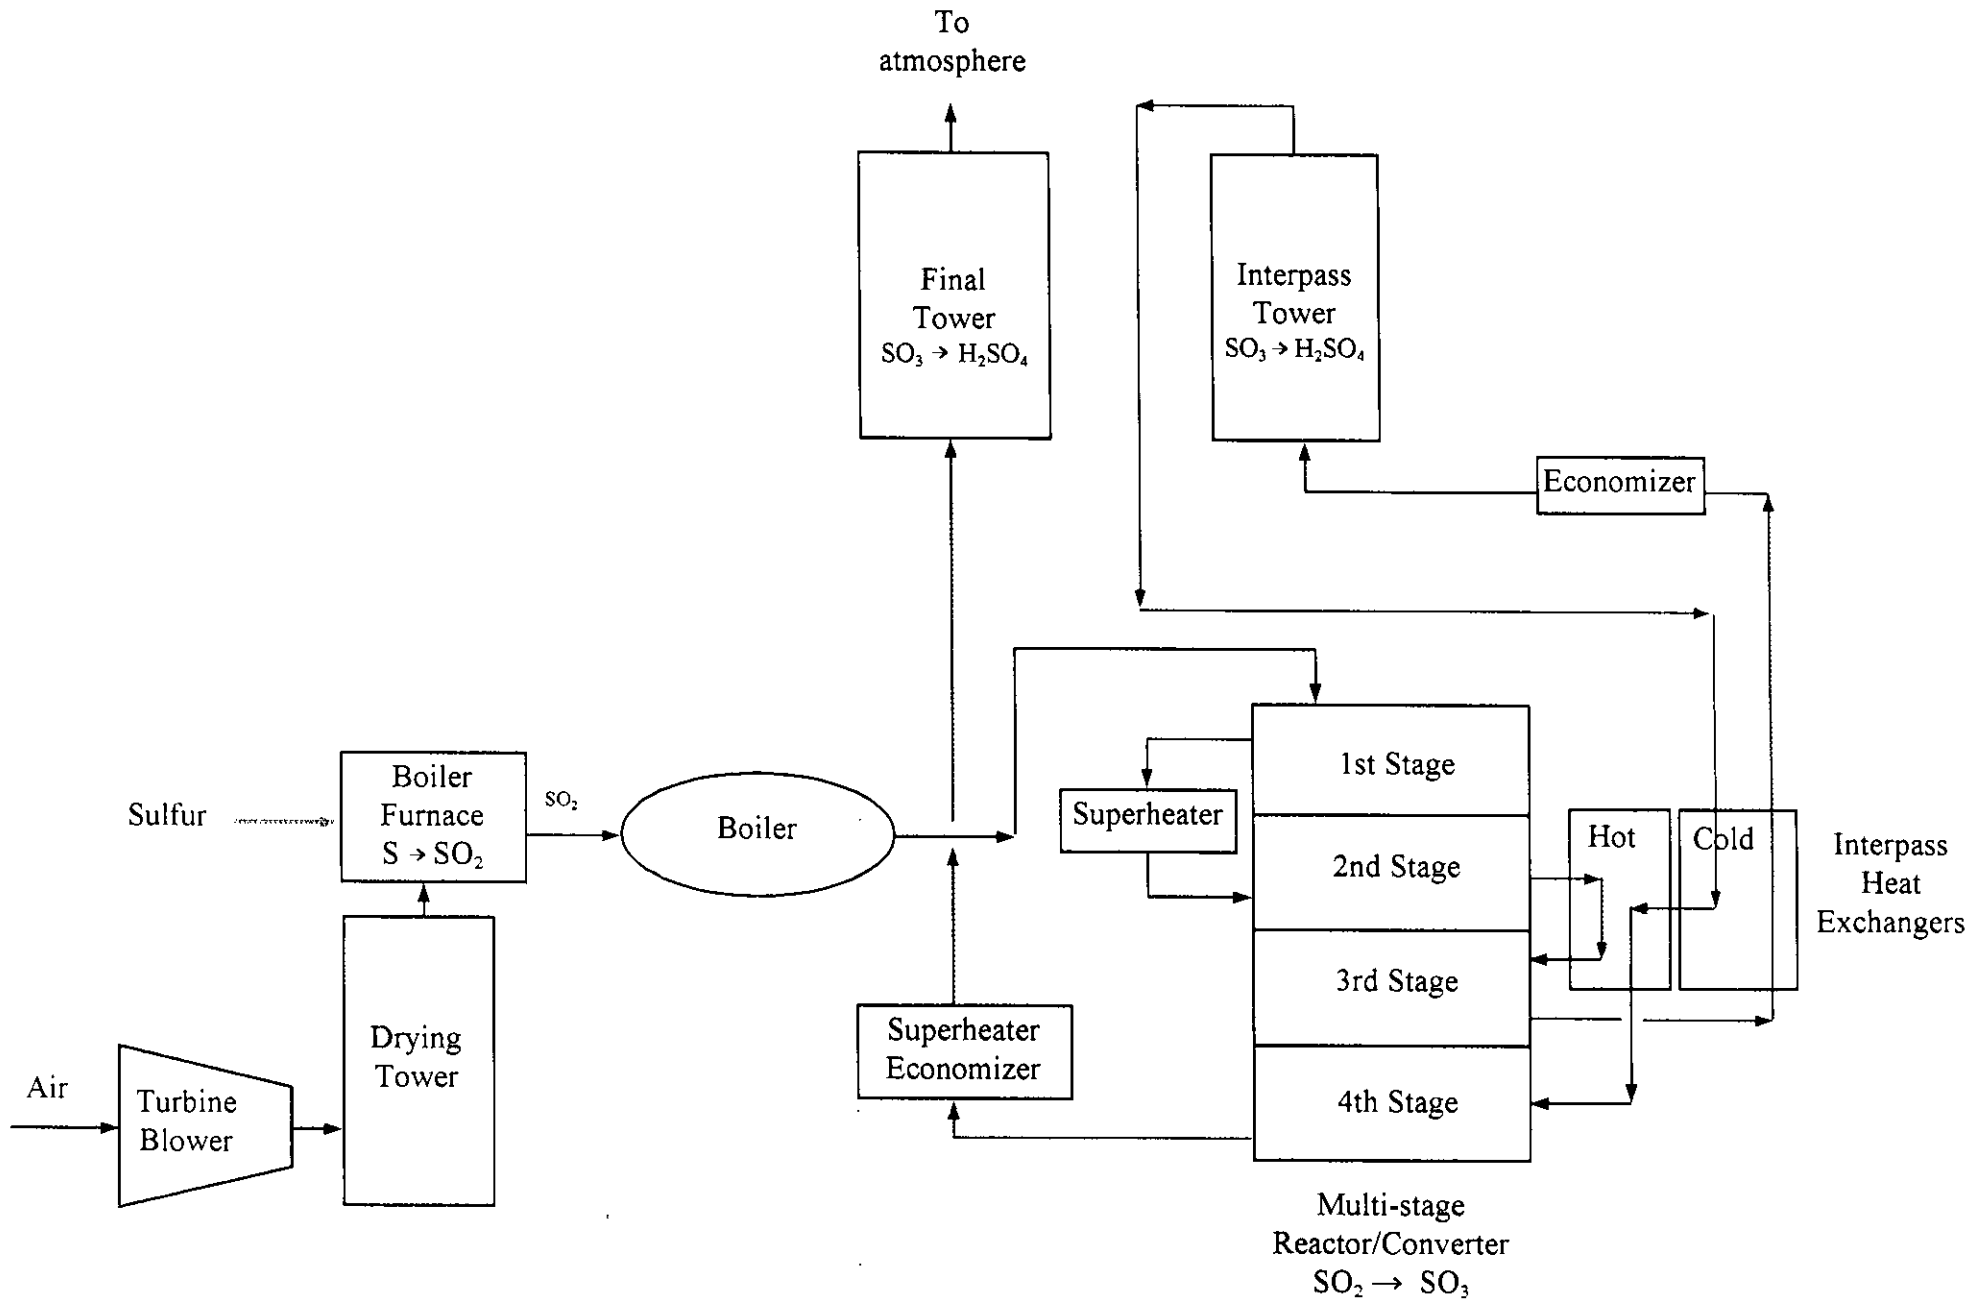 To
atmosphere
Final
Tower
SO₃ → H₂SO₄
Interpass
Tower
SO₃ → H₂SO₄
Economizer
Sulfur
Boiler
Furnace
S → SO₂
SO₂
Boiler
Superheater
1st Stage
2nd Stage
3rd Stage
4th Stage
Hot
Cold
Interpass
Heat
Exchangers
Superheater
Economizer
Air
Turbine
Blower
Drying
Tower
Multi-stage
Reactor/Converter
SO₂ → SO₃